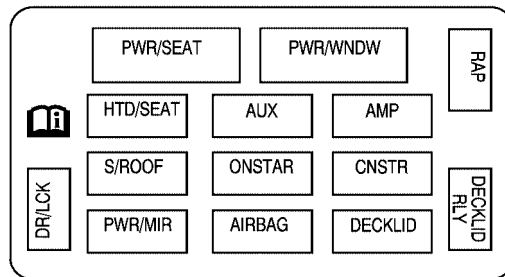 PWR/SEAT
PWR/WNDW
RAP
HTD/SEAT
AUX
AMP
S/ROOF
ONSTAR
CNSTR
DR/LCK
PWR/MIR
AIRBAG
DECKLID
DECKLID
RLY